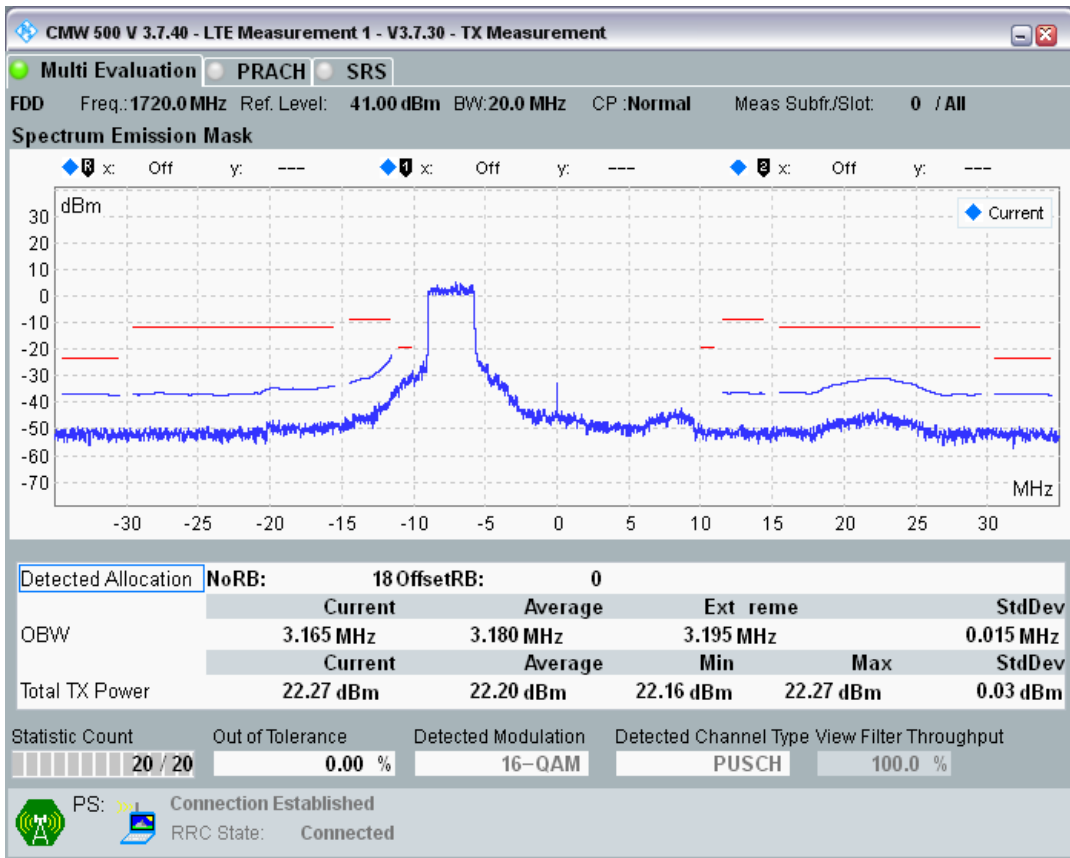 CMW 500 V 3.7.40 - LTE Measurement 1 - V3.7.30 - TX Measurement
Multi Evaluation PRACH SRS
FDD Freq.: 1720.0 MHz Ref. Level: 41.00 dBm BW: 20.0 MHz CP : Normal Meas Subfr./Slot: 0 / All
Spectrum Emission Mask
R x: Off y: --- 1 x: Off y: --- 2 x: Off y: ---
dBm
Current
30
20
10
0
-10
-20
-30
-40
-50
-60
-70
MHz
-30 -25 -20 -15 -10 -5 0 5 10 15 20 25 30
Detected Allocation NoRB: 18 OffsetRB: 0
Current Average Ext reme StdDev
OBW 3.165 MHz 3.180 MHz 3.195 MHz 0.015 MHz
Current Average Min Max StdDev
Total TX Power 22.27 dBm 22.20 dBm 22.16 dBm 22.27 dBm 0.03 dBm
Statistic Count Out of Tolerance Detected Modulation Detected Channel Type View Filter Throughput
20 / 20 0.00 % 16-QAM PUSCH 100.0 %
PS: Connection Established
RRC State: Connected